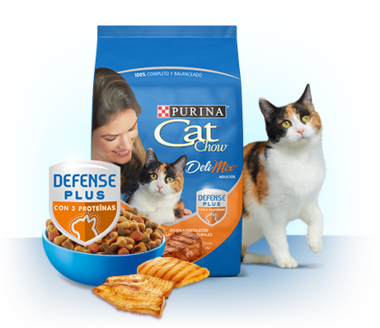 100% COMPLETO Y BALANCEADO
PURINA
Cat
Chow
DeliMix
ADULTOS
DEFENSE
PLUS
CON 3 PROTEÍNAS
DEFENSE
PLUS